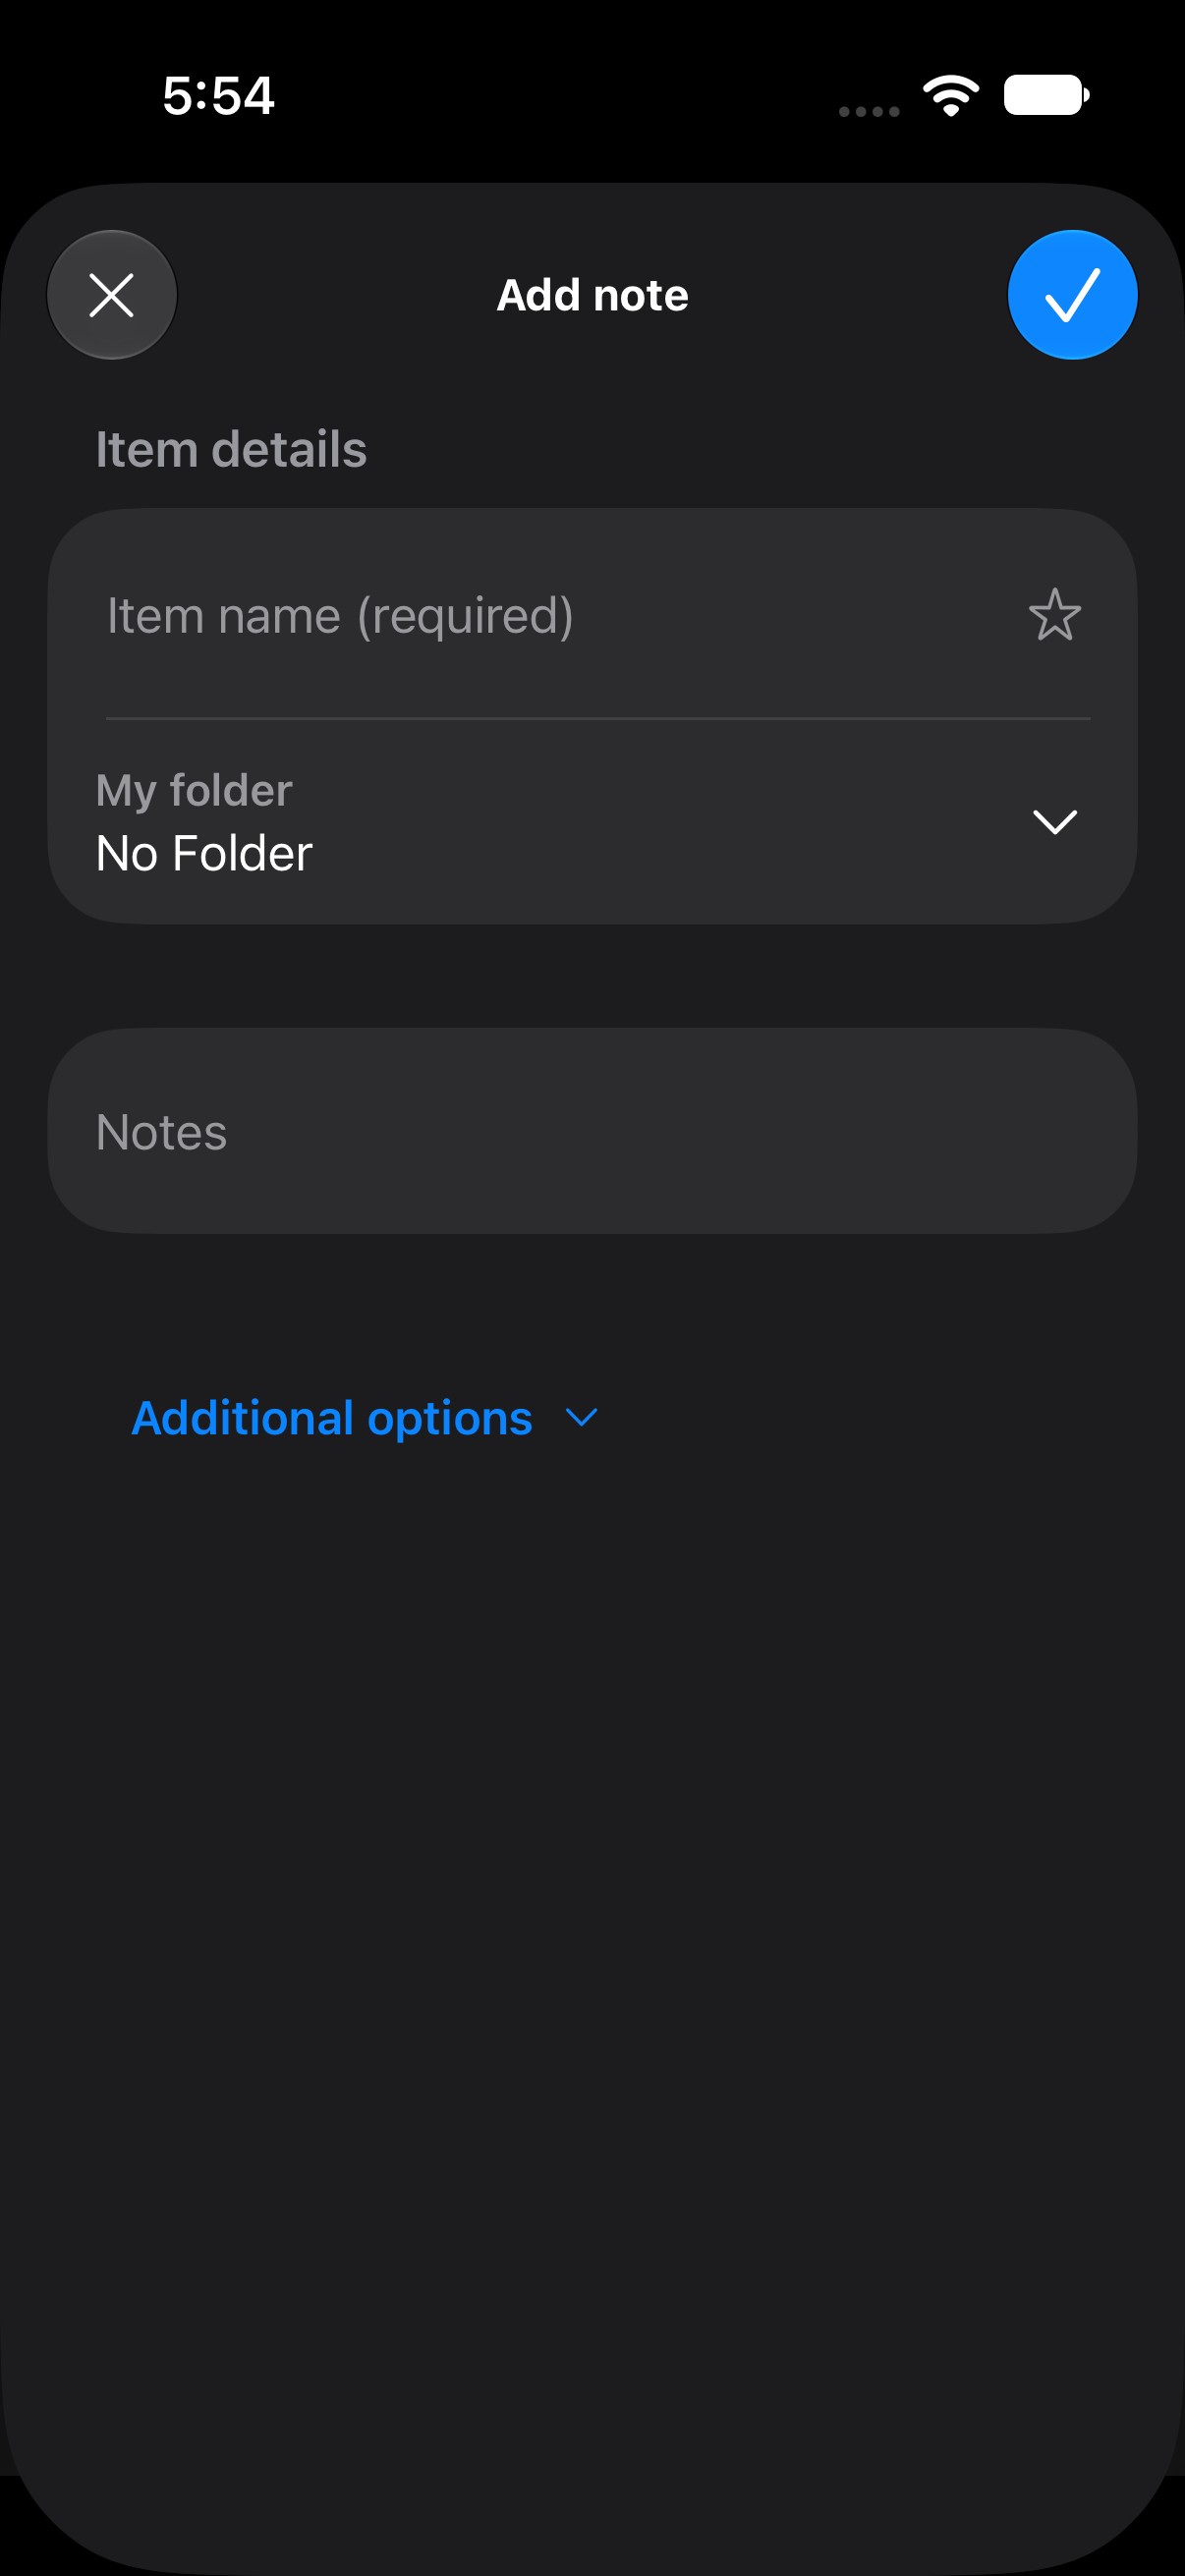 5:54
Add note
Item details
Item name (required)
My folder
No Folder
Notes
Additional options